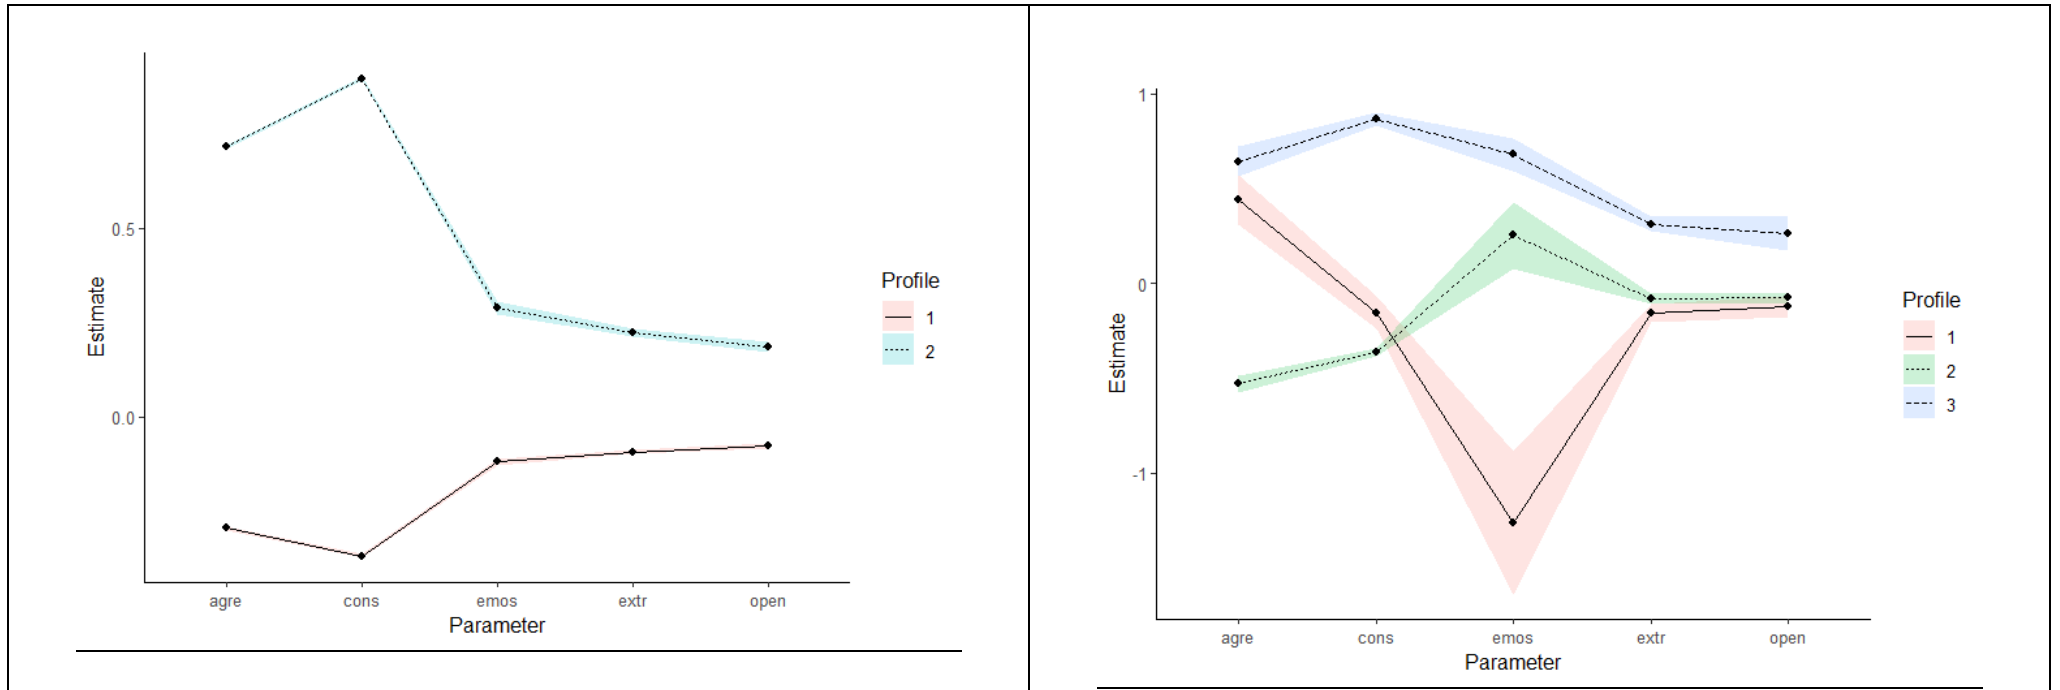 0.5
0.0
Estimate
agre cons emos extr open
Parameter
Profile
1
2
1
0
-1
Estimate
agre cons emos extr open
Parameter
Profile
1
2
3